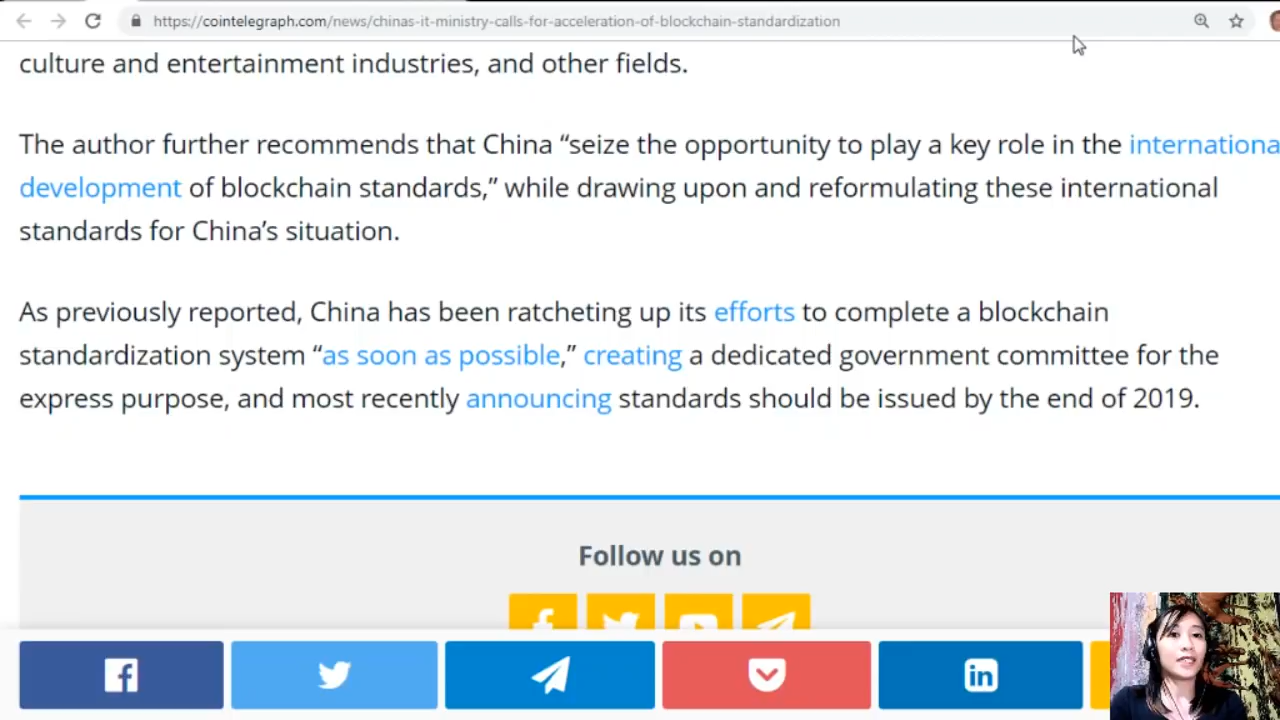 https://cointelegraph.com/news/chinas-it-ministry-calls-for-acceleration-of-blockchain-standardization
culture and entertainment industries, and other fields.
The author further recommends that China “seize the opportunity to play a key role in the internationa
development of blockchain standards,” while drawing upon and reformulating these international
standards for China’s situation.
As previously reported, China has been ratcheting up its efforts to complete a blockchain
standardization system “as soon as possible,” creating a dedicated government committee for the
express purpose, and most recently announcing standards should be issued by the end of 2019.
Follow us on